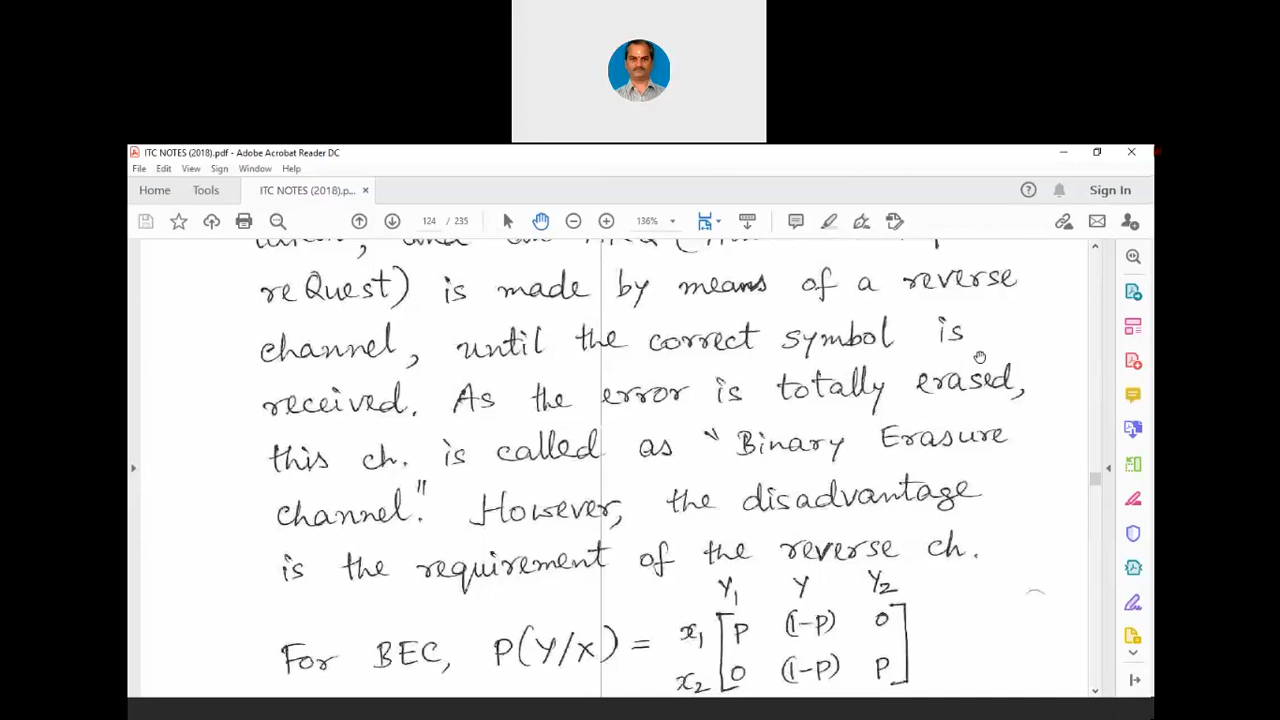 ITC NOTES (2018).pdf - Adobe Acrobat Reader DC
File Edit View Sign Window Help
Home Tools ITC NOTES (2018).p... × Sign In
124 / 235 136%
reQuest) is made by means of a reverse
channel, until the correct symbol is
received. As the error is totally erased,
this ch. is called as "Binary Erasure
channel." However, the disadvantage
is the requirement of the reverse ch.
Y₁ Y Y₂
For BEC, P(Y/X) = x₁ [P (1-P) 0]
x₂ [0 (1-P) P]